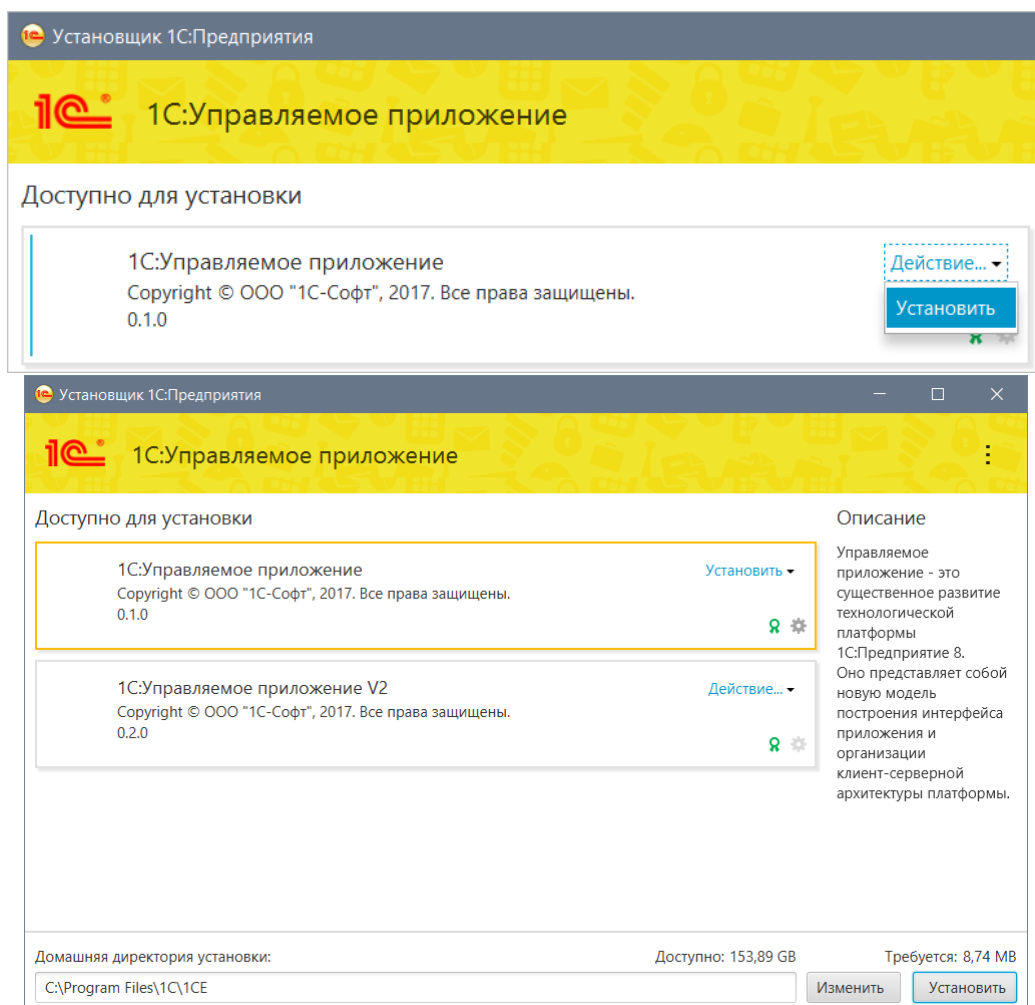 Установщик 1С:Предприятия
1С® 1С:Управляемое приложение
Доступно для установки
1С:Управляемое приложение
Действие...
Copyright © ООО "1С-Софт", 2017. Все права защищены.
Установить
0.1.0
Установщик 1С:Предприятия
1С® 1С:Управляемое приложение
Доступно для установки
1С:Управляемое приложение
Установить
Copyright © ООО "1С-Софт", 2017. Все права защищены.
0.1.0
1С:Управляемое приложение V2
Действие...
Copyright © ООО "1С-Софт", 2017. Все права защищены.
0.2.0
Описание
Управляемое
приложение - это
существенное развитие
технологической
платформы
1С:Предприятие 8.
Оно представляет собой
новую модель
построения интерфейса
приложения и
организации
клиент-серверной
архитектуры платформы.
Домашняя директория установки:
Доступно: 153,89 GB
Требуется: 8,74 MB
C:\Program Files\1C\1CE
Изменить
Установить